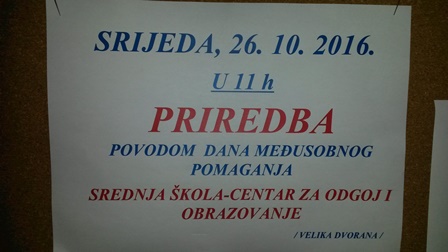 SRIJEDA, 26. 10. 2016.
U 11 h
PRIREDBA
POVODOM DANA MEĐUSOBNOG
POMAGANJA
SREDNJA ŠKOLA-CENTAR ZA ODGOJ I
OBRAZOVANJE
/ VELIKA DVORANA /